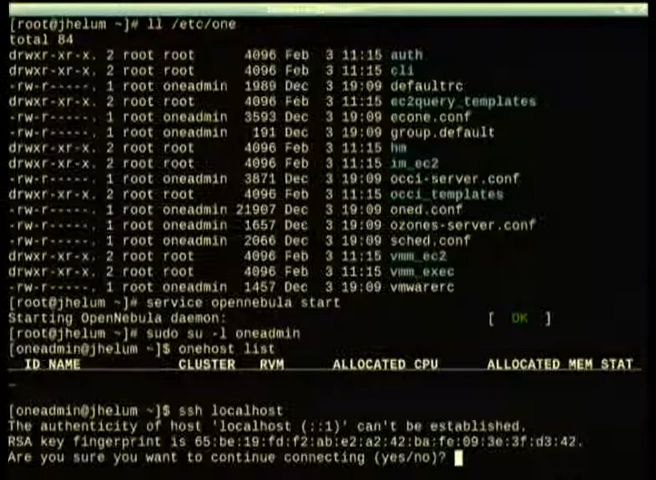 [root@jhelum ~]# ll /etc/one
total 84
drwxr-xr-x. 2 root root 4096 Feb 3 11:15 auth
drwxr-xr-x. 2 root root 4096 Feb 3 11:15 cli
-rw-r-----. 1 root oneadmin 1989 Dec 3 19:09 defaultrc
drwxr-xr-x. 2 root root 4096 Feb 3 11:15 ec2query_templates
-rw-r-----. 1 root oneadmin 3593 Dec 3 19:09 econe.conf
-rw-r-----. 1 root oneadmin 191 Dec 3 19:09 group.default
drwxr-xr-x. 2 root root 4096 Feb 3 11:15 hm
drwxr-xr-x. 2 root root 4096 Feb 3 11:15 im_ec2
-rw-r-----. 1 root oneadmin 3871 Dec 3 19:09 occi-server.conf
drwxr-xr-x. 2 root root 4096 Feb 3 11:15 occi_templates
-rw-r-----. 1 root oneadmin 21907 Dec 3 19:09 oned.conf
-rw-r-----. 1 root oneadmin 1657 Dec 3 19:09 ozones-server.conf
-rw-r-----. 1 root oneadmin 2066 Dec 3 19:09 sched.conf
drwxr-xr-x. 2 root root 4096 Feb 3 11:15 vmm_ec2
drwxr-xr-x. 2 root root 4096 Feb 3 11:15 vmm_exec
-rw-r-----. 1 root oneadmin 1457 Dec 3 19:09 vmwarerc
[root@jhelum ~]# service opennebula start
Starting OpenNebula daemon: [ OK ]
[root@jhelum ~]# sudo su -l oneadmin
[oneadmin@jhelum ~]$ onehost list
ID NAME CLUSTER RVM ALLOCATED_CPU ALLOCATED_MEM STAT
[oneadmin@jhelum ~]$ ssh localhost
The authenticity of host 'localhost (::1)' can't be established.
RSA key fingerprint is 65:be:19:fd:f2:ab:e2:a2:42:ba:fe:09:3e:3f:d3:42.
Are you sure you want to continue connecting (yes/no)?